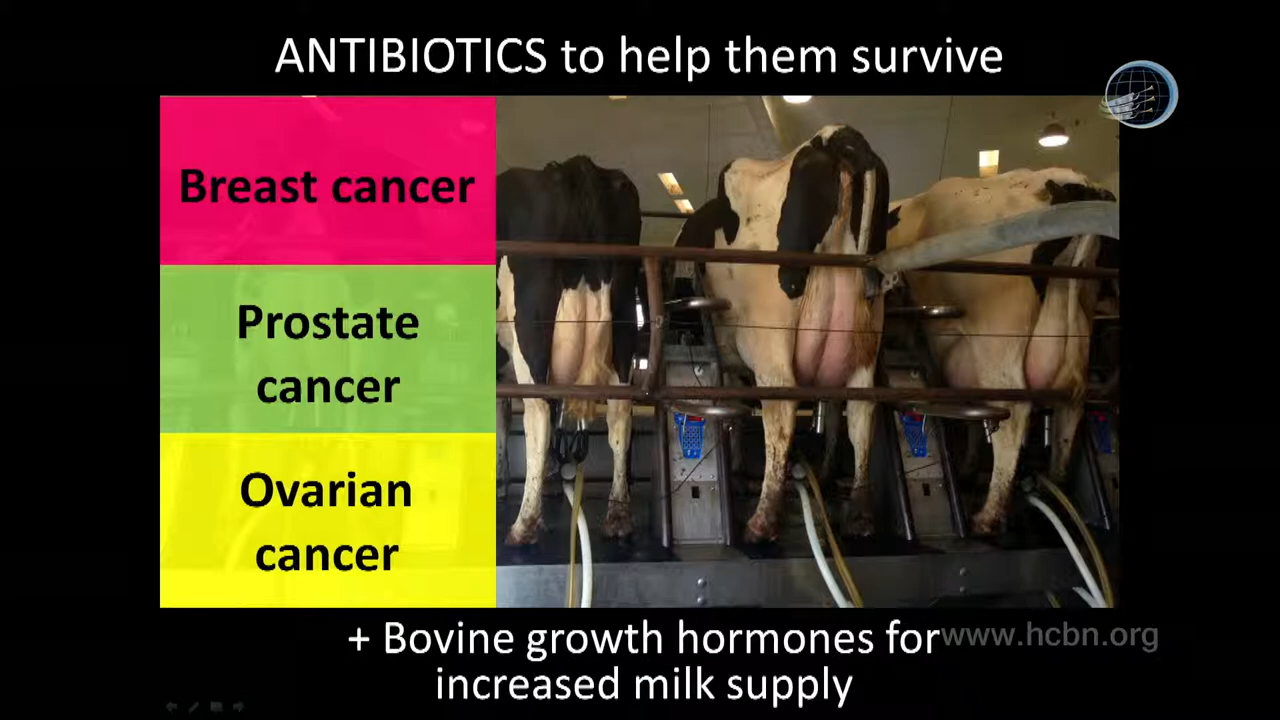 ANTIBIOTICS to help them survive
Breast cancer
Prostate
cancer
Ovarian
cancer
+ Bovine growth hormones for
www.hcbn.org
increased milk supply